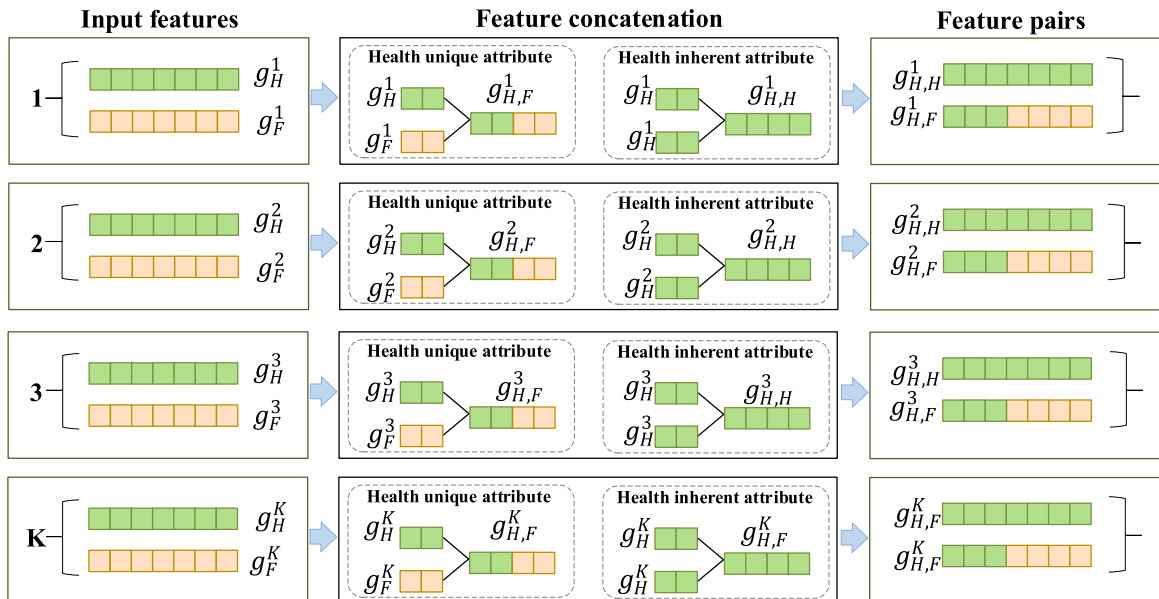 Input features
Feature concatenation
Feature pairs
1
g_H^1
g_F^1
Health unique attribute
g_H^1
g_{H,F}^1
g_F^1
Health inherent attribute
g_H^1
g_{H,H}^1
g_H^1
g_{H,H}^1
g_{H,F}^1
2
g_H^2
g_F^2
Health unique attribute
g_H^2
g_{H,F}^2
g_F^2
Health inherent attribute
g_H^2
g_{H,H}^2
g_H^2
g_{H,H}^2
g_{H,F}^2
3
g_H^3
g_F^3
Health unique attribute
g_H^3
g_{H,F}^3
g_F^3
Health inherent attribute
g_H^3
g_{H,H}^3
g_H^3
g_{H,H}^3
g_{H,F}^3
K
g_H^K
g_F^K
Health unique attribute
g_H^K
g_{H,F}^K
g_F^K
Health inherent attribute
g_H^K
g_{H,F}^K
g_H^K
g_{H,F}^K
g_{H,F}^K